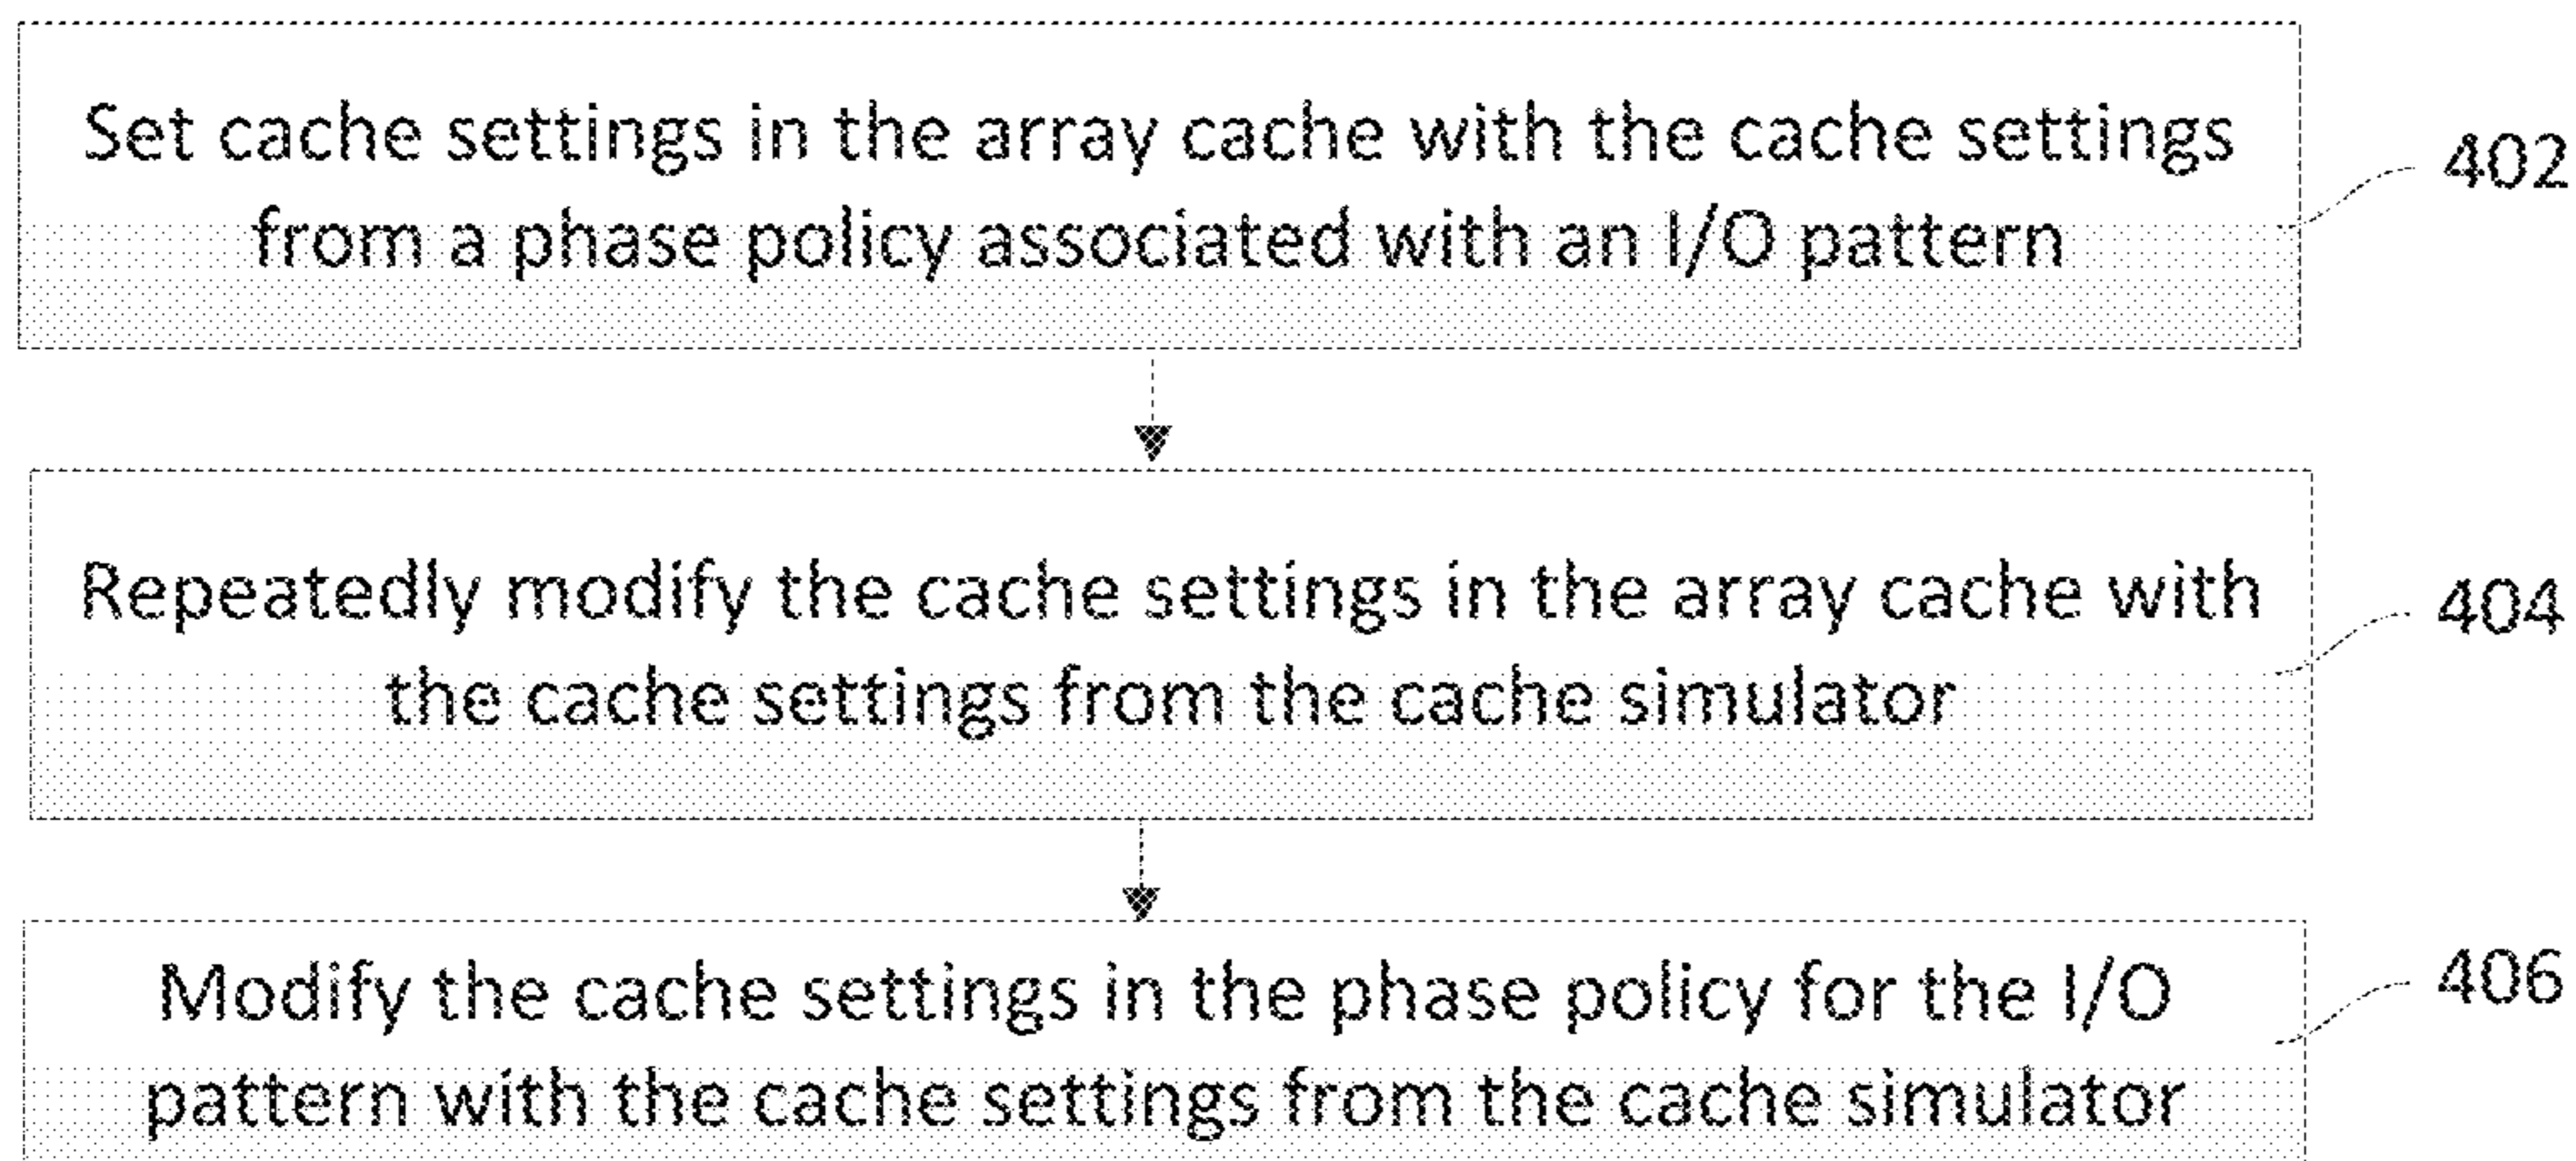 Set cache settings in the array cache with the cache settings
from a phase policy associated with an I/O pattern
402
Repeatedly modify the cache settings in the array cache with
the cache settings from the cache simulator
404
Modify the cache settings in the phase policy for the I/O
pattern with the cache settings from the cache simulator
406